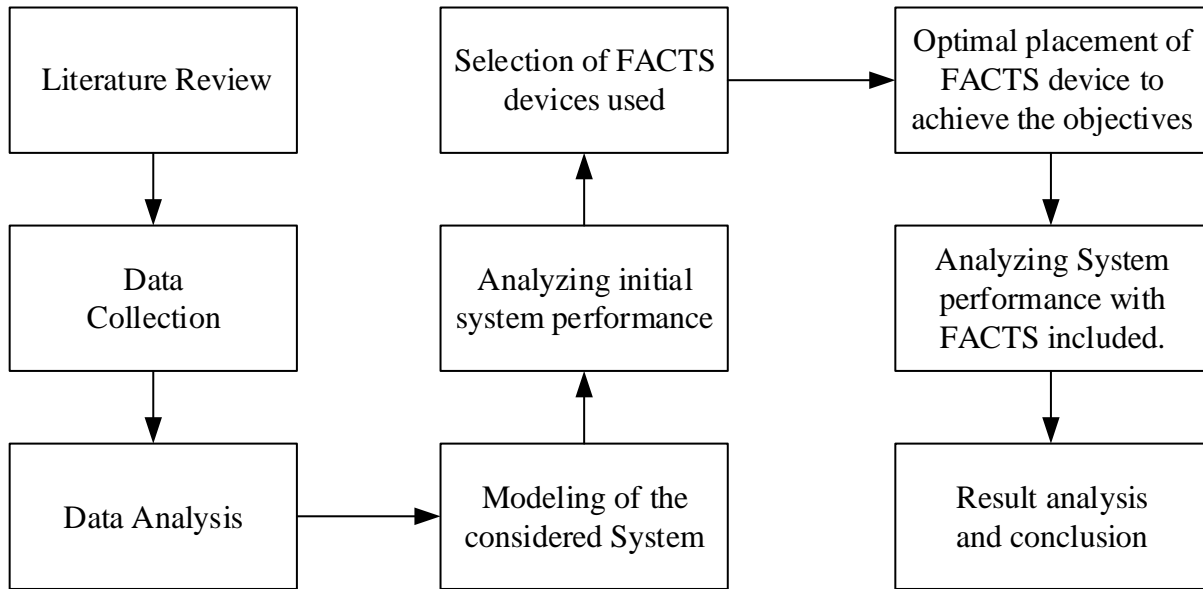 Literature Review
Data
Collection
Data Analysis
Modeling of the
considered System
Analyzing initial
system performance
Selection of FACTS
devices used
Optimal placement of
FACTS device to
achieve the objectives
Analyzing System
performance with
FACTS included.
Result analysis
and conclusion